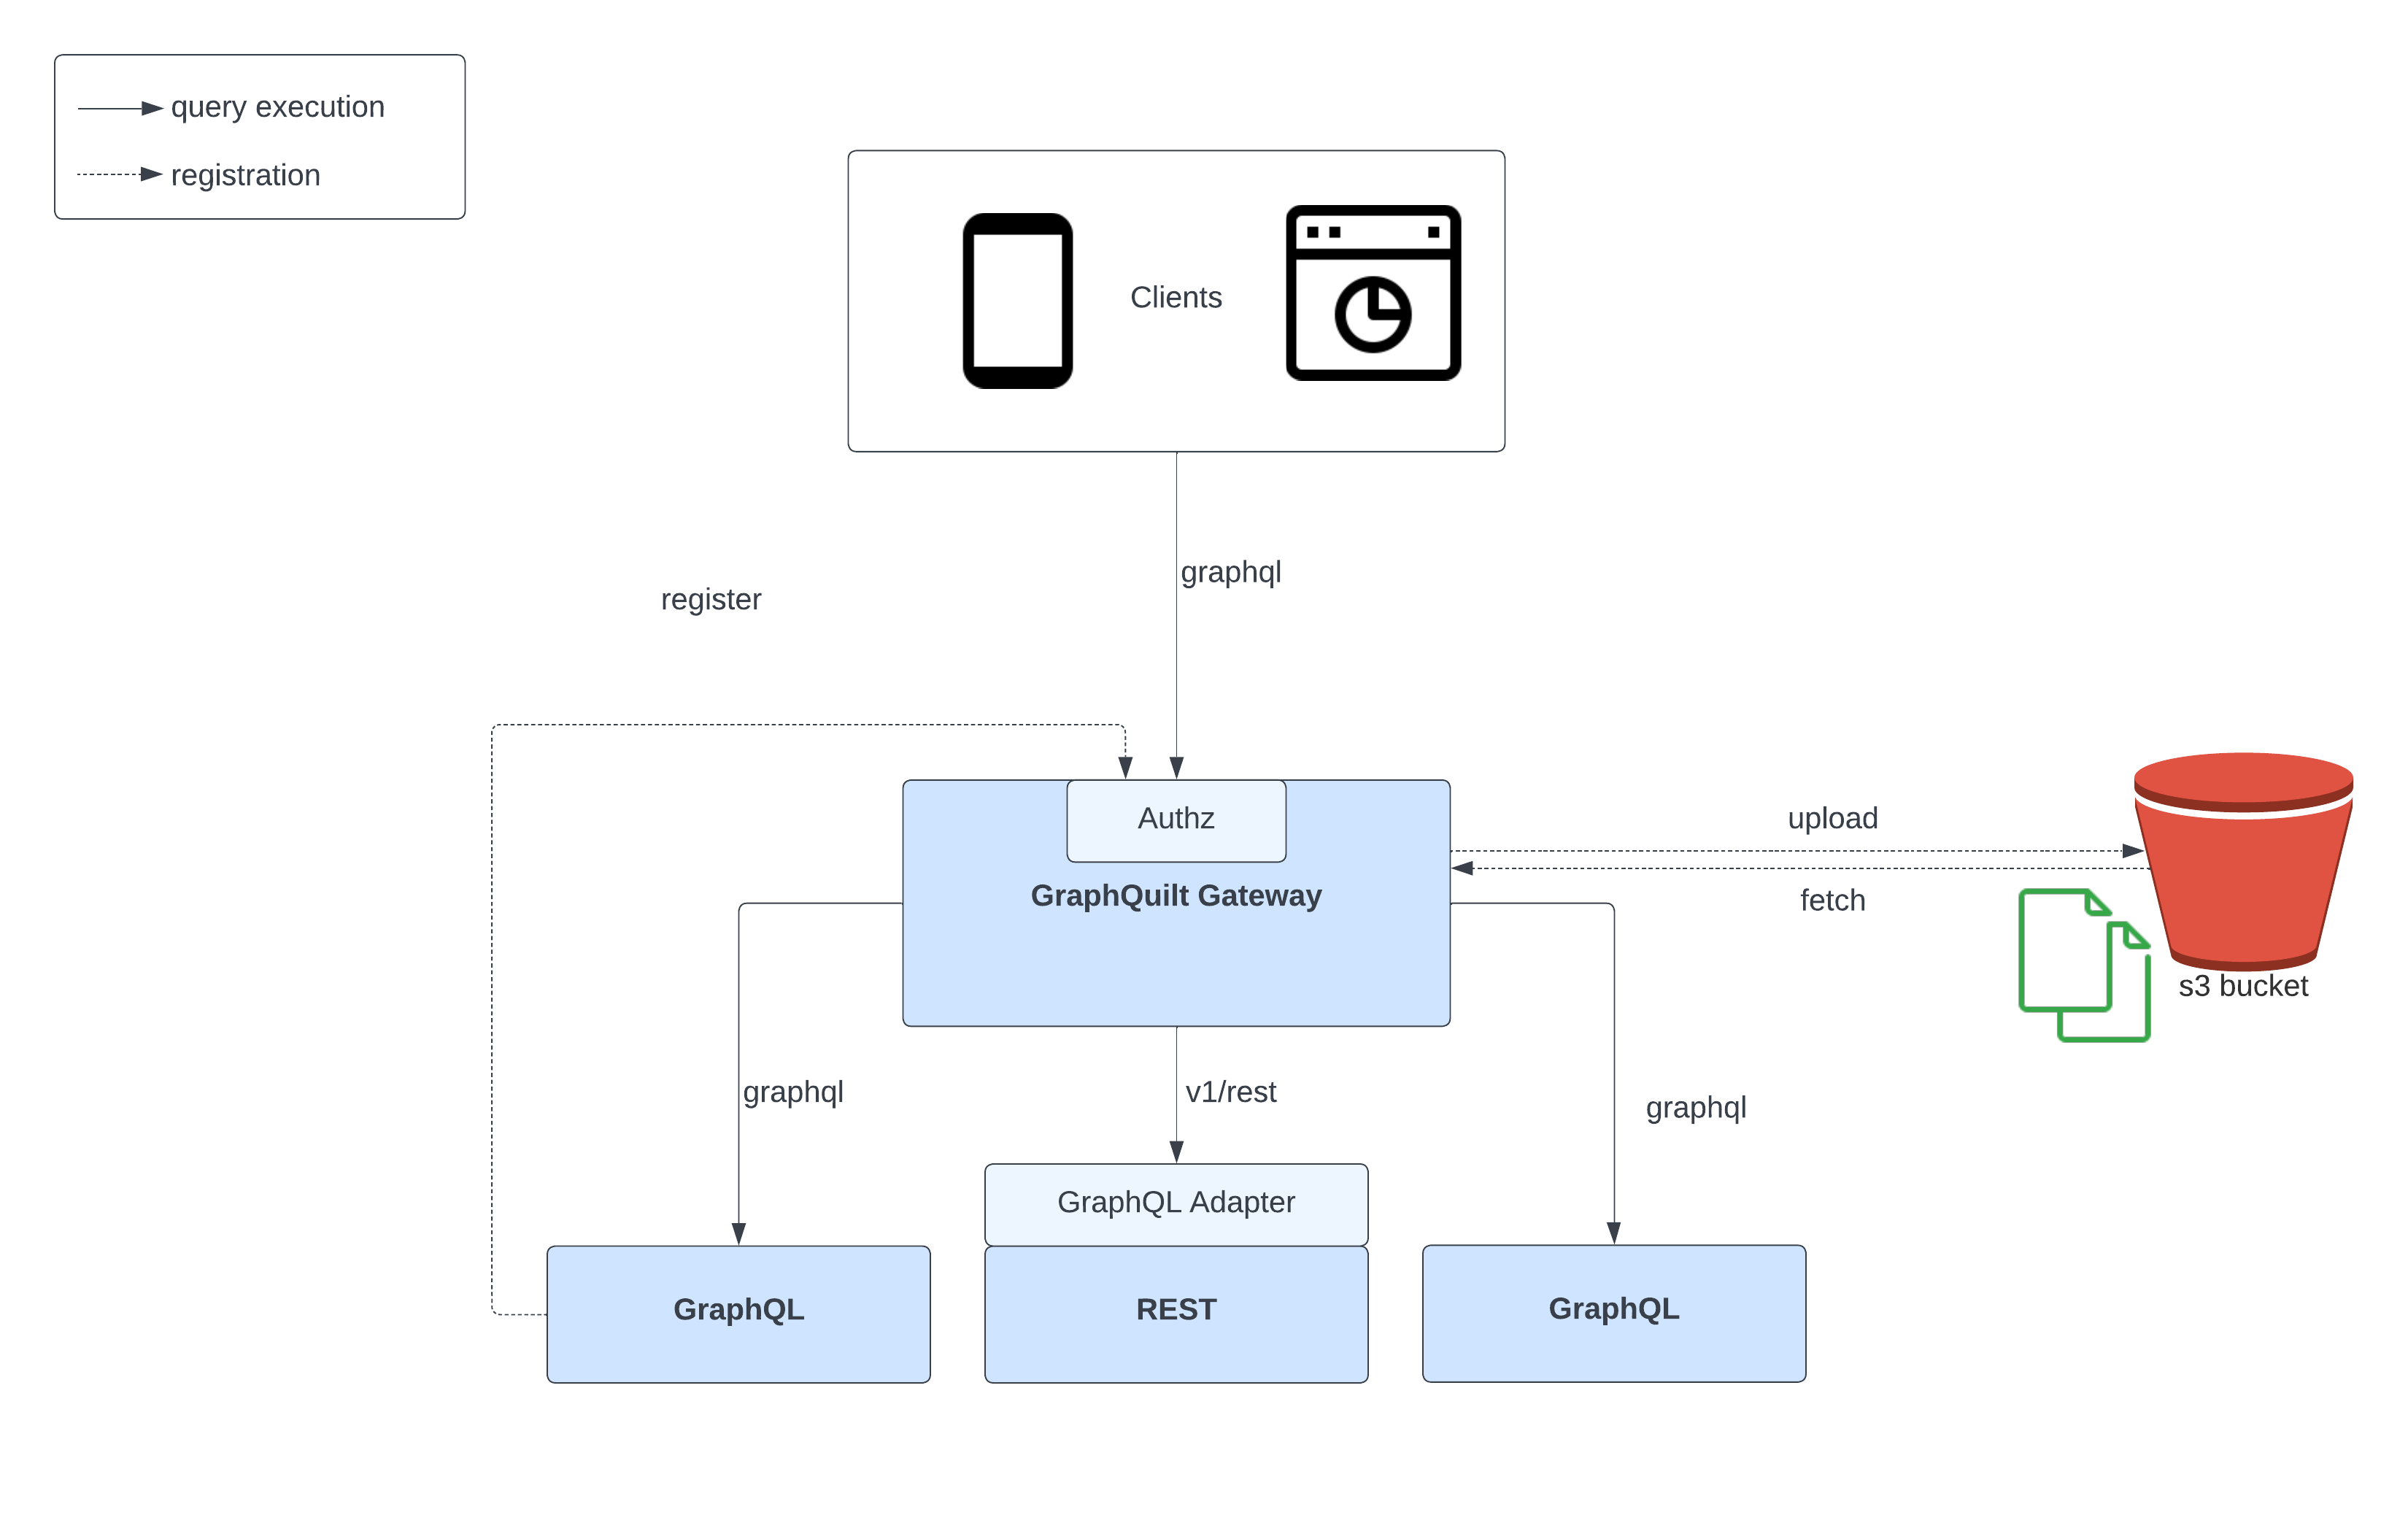 query execution
registration
Clients
graphql
register
Authz
upload
GraphQuilt Gateway
fetch
s3 bucket
graphql
v1/rest
graphql
GraphQL Adapter
GraphQL
REST
GraphQL